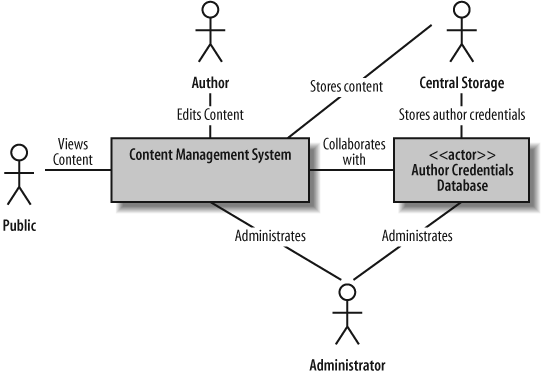 Author
Central Storage
Stores content
Edits Content
Stores author credentials
Views
Content
Content Management System
Collaborates
with
<<actor>>
Author Credentials
Database
Public
Administrates
Administrates
Administrator